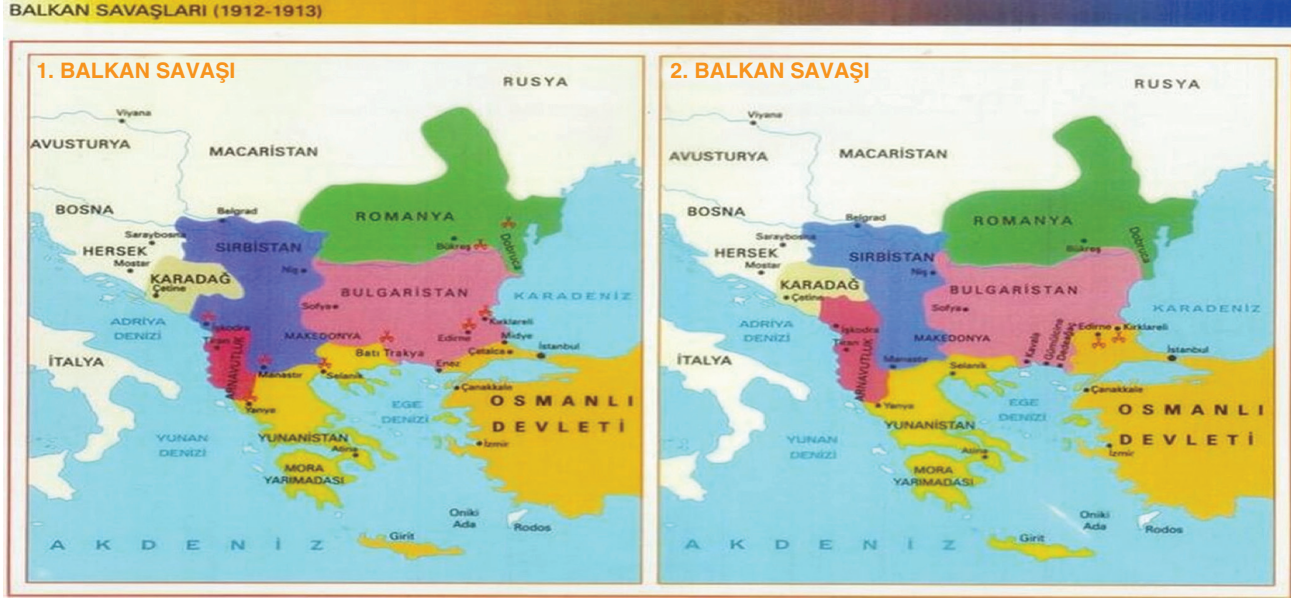 BALKAN SAVAŞLARI (1912-1913)
1. BALKAN SAVAŞI
RUSYA
Viyana
AVUSTURYA
MACARİSTAN
BOSNA
Belgrad
ROMANYA
Saraybosna
SIRBİSTAN
Bükreş
Dobruca
HERSEK
Mostar
KARADAĞ
Niş
Çetine
BULGARİSTAN
KARADENİZ
Sofya
ADRİYA
DENİZİ
İşkodra
Kırklareli
Tiran
MAKEDONYA
Edirne
Midye
İTALYA
ARNAVUTLUK
Batı Trakya
Çatalca
İstanbul
Manastır
Selanik
Enez
Çanakkale
Yanya
EGE
DENİZİ
OSMANLI
DEVLETİ
YUNAN
DENİZİ
YUNANİSTAN
Atina
İzmir
MORA
YARIMADASI
Oniki
Ada
Rodos
Girit
AKDENİZ
2. BALKAN SAVAŞI
RUSYA
Viyana
AVUSTURYA
MACARİSTAN
BOSNA
Belgrad
ROMANYA
Saraybosna
SIRBİSTAN
Bükreş
Dobruca
HERSEK
Mostar
Niş
KARADAĞ
Çetine
BULGARİSTAN
KARADENİZ
Sofya
ADRİYA
DENİZİ
İşkodra
Edirne
Kırklareli
Tiran
MAKEDONYA
Kavala
Gümülcine
Dedeağaç
İstanbul
İTALYA
ARNAVUTLUK
Manastır
Selanik
Çanakkale
Yanya
EGE
DENİZİ
OSMANLI
DEVLETİ
YUNAN
DENİZİ
YUNANİSTAN
Atina
İzmir
MORA
YARIMADASI
Oniki
Ada
Rodos
Girit
AKDENİZ